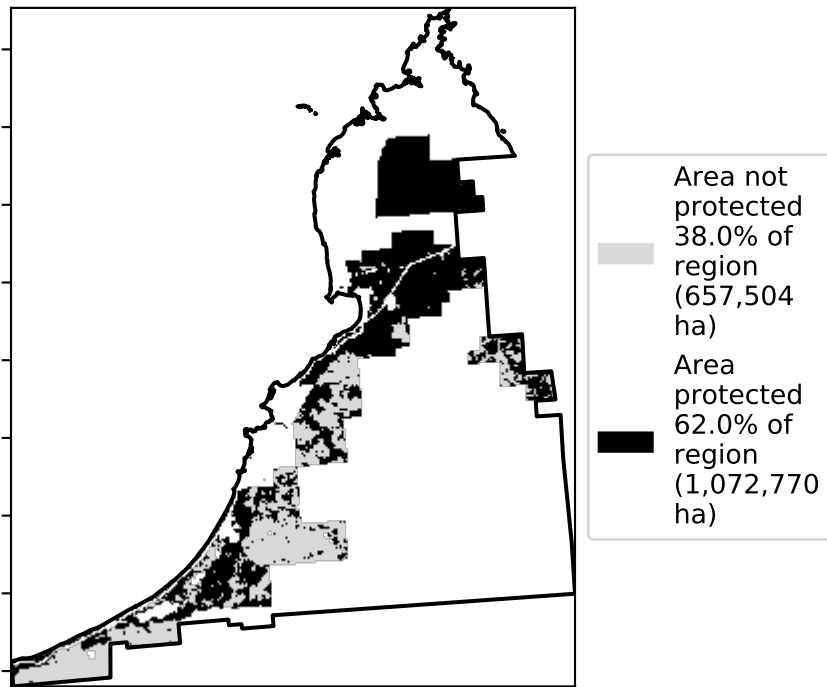 Area not
protected
38.0% of
region
(657,504
ha)
Area
protected
62.0% of
region
(1,072,770
ha)